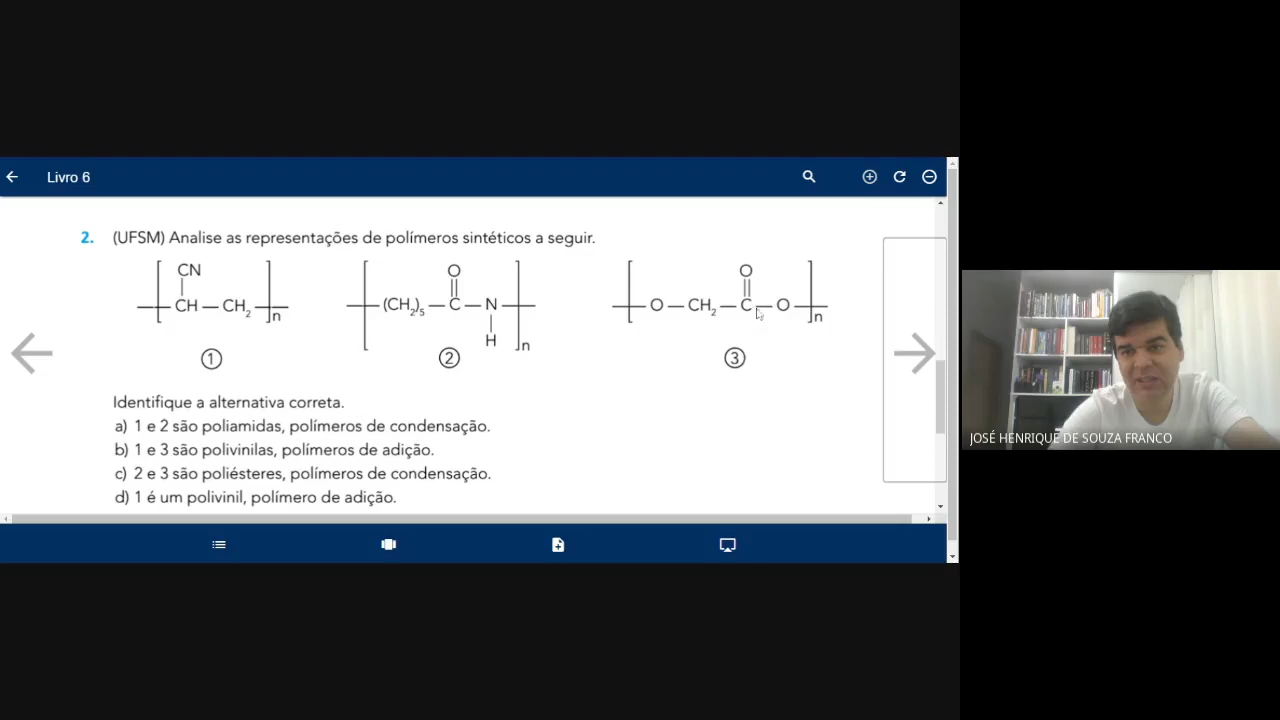 Livro 6
2. (UFSM) Analise as representações de polímeros sintéticos a seguir.
CN O O
CH — CH₂ n (CH₂)₅ — C — N O — CH₂ — C — O n
H n
1 2 3
Identifique a alternativa correta.
a) 1 e 2 são poliamidas, polímeros de condensação.
b) 1 e 3 são polivinilas, polímeros de adição.
c) 2 e 3 são poliésteres, polímeros de condensação.
d) 1 é um polivinil, polímero de adição.
JOSÉ HENRIQUE DE SOUZA FRANCO